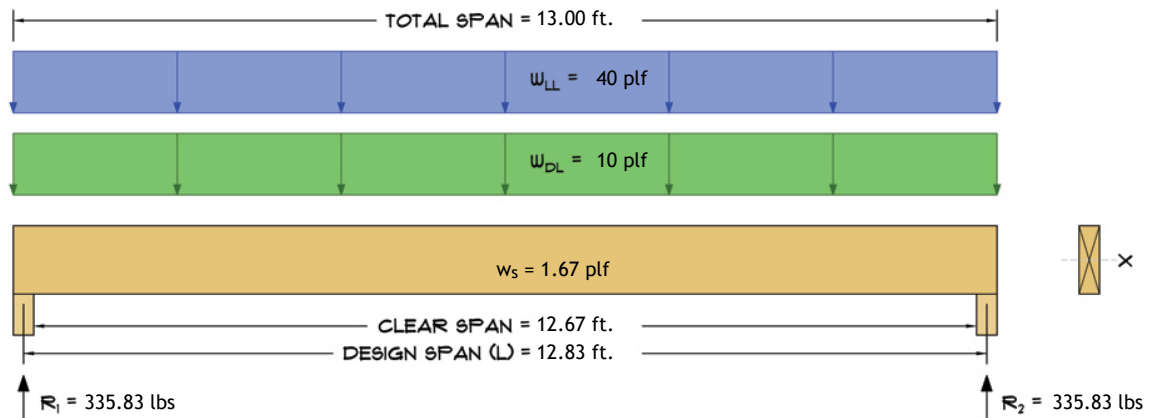 TOTAL SPAN = 13.00 ft.
WLL = 40 plf
WDL = 10 plf
ws = 1.67 plf
X
CLEAR SPAN = 12.67 ft.
DESIGN SPAN (L) = 12.83 ft.
R1 = 335.83 lbs
R2 = 335.83 lbs